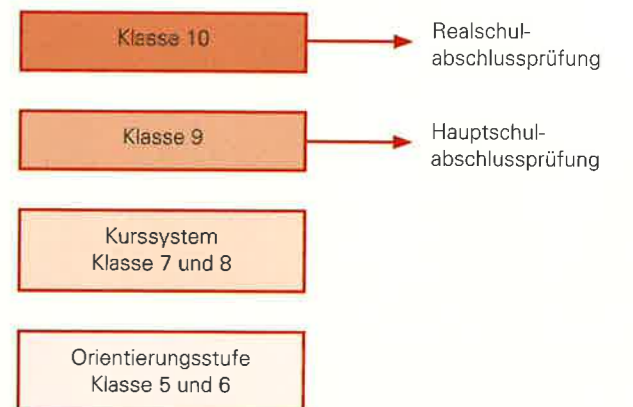 Klasse 10
Realschul-
abschlussprüfung
Klasse 9
Hauptschul-
abschlussprüfung
Kurssystem
Klasse 7 und 8
Orientierungsstufe
Klasse 5 und 6